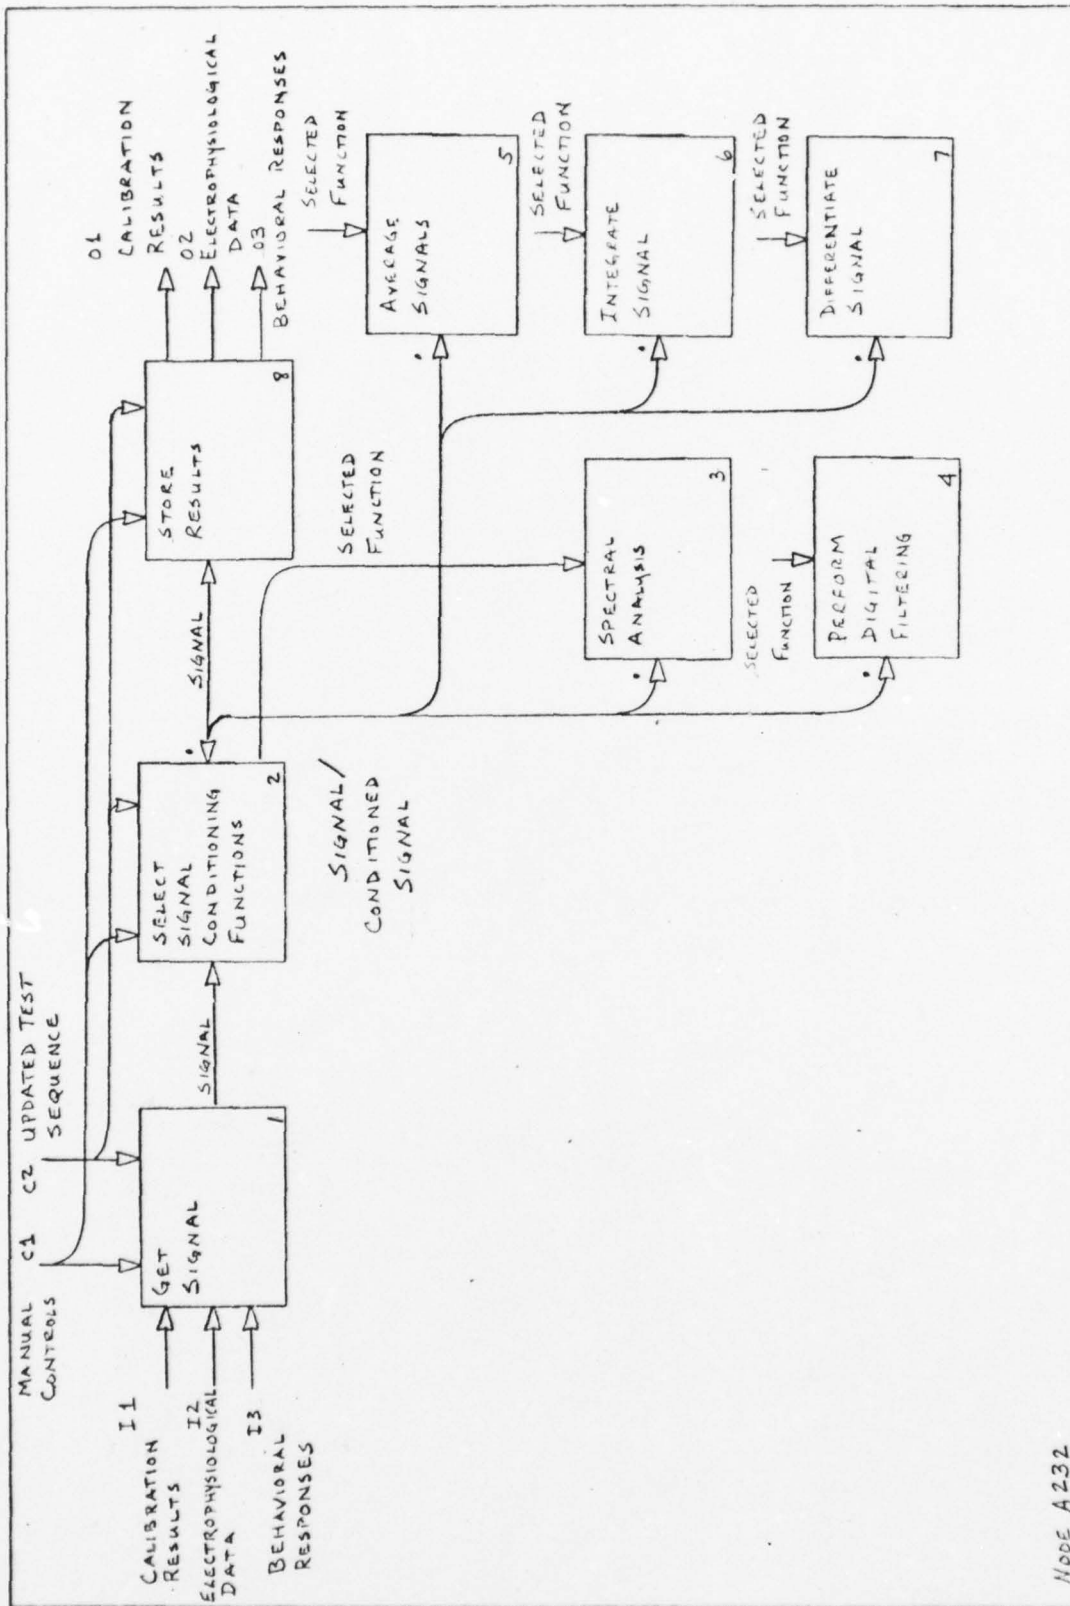 MANUAL
CONTROLS
C1
C2
UPDATED TEST
SEQUENCE
I1
CALIBRATION
RESULTS
I2
ELECTROPHYSIOLOGICAL
DATA
I3
BEHAVIORAL
RESPONSES
GET
SIGNAL
1
SIGNAL
SELECT
SIGNAL
CONDITIONING
FUNCTIONS
2
SIGNAL
STORE
RESULTS
8
O1
CALIBRATION
RESULTS
O2
ELECTROPHYSIOLOGICAL
DATA
O3
BEHAVIORAL RESPONSES
SIGNAL/
CONDITIONED
SIGNAL
SELECTED
FUNCTION
SPECTRAL
ANALYSIS
3
SELECTED
FUNCTION
PERFORM
DIGITAL
FILTERING
4
SELECTED
FUNCTION
AVERAGE
SIGNALS
5
SELECTED
FUNCTION
INTEGRATE
SIGNAL
6
SELECTED
FUNCTION
DIFFERENTIATE
SIGNAL
7
NODE A232